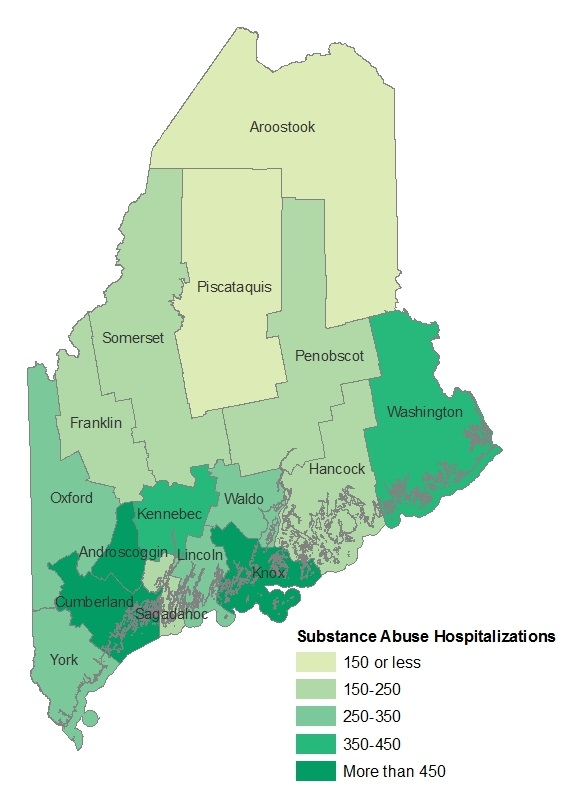 Aroostook
Piscataquis
Somerset
Penobscot
Washington
Franklin
Hancock
Oxford
Waldo
Kennebec
Androscoggin
Lincoln
Knox
Cumberland
Sagadahoc
York
Substance Abuse Hospitalizations
150 or less
150-250
250-350
350-450
More than 450